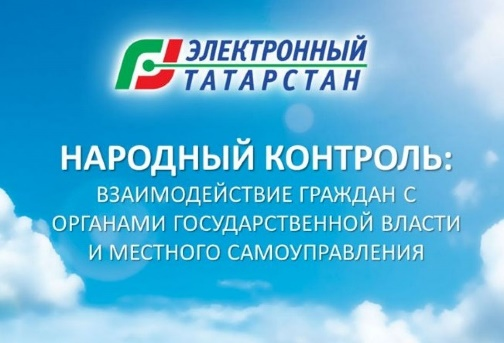 ЭЛЕКТРОННЫЙ
ТАТАРСТАН
НАРОДНЫЙ КОНТРОЛЬ:
ВЗАИМОДЕЙСТВИЕ ГРАЖДАН С
ОРГАНАМИ ГОСУДАРСТВЕННОЙ ВЛАСТИ
И МЕСТНОГО САМОУПРАВЛЕНИЯ